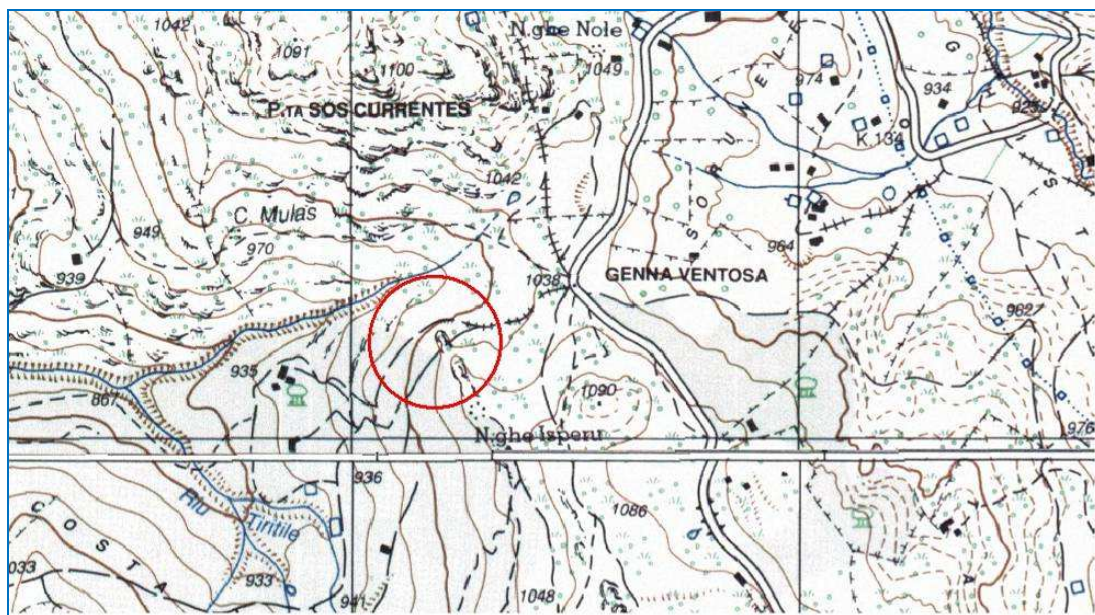 1042
N.ghe Nole
1091
1100
1049
974
934
P.TA SOS CURRENTES
K.134
1042
C. Mulas
949
970
964
939
1038
GENNA VENTOSA
982
935
867
1090
N.ghe Isperu
976
936
Riu Tiritile
1086
COSTA
033
933
941
1048